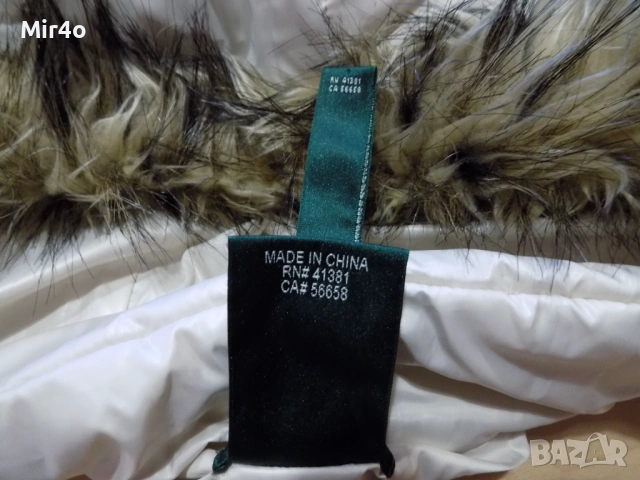 Mir4o
RN 41381
CA 56658
MADE IN CHINA
RN# 41381
CA# 56658
BAZAR